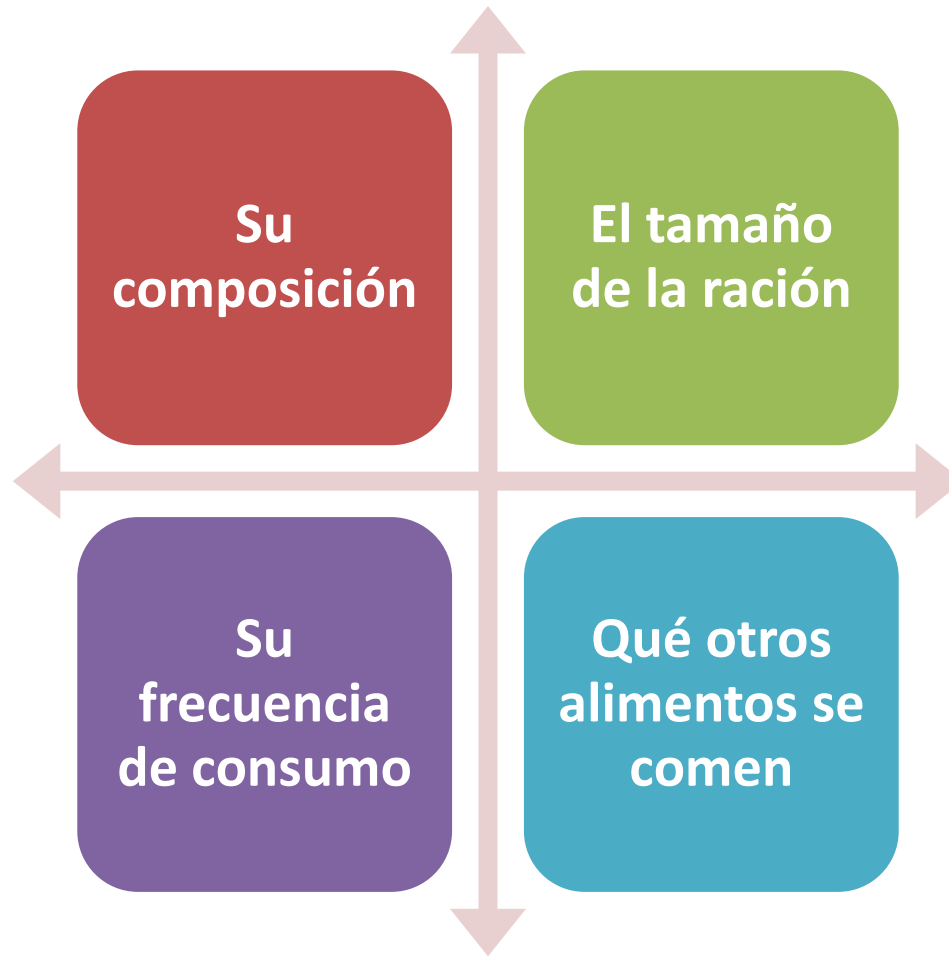 Su
composición
El tamaño
de la ración
Su
frecuencia
de consumo
Qué otros
alimentos se
comen